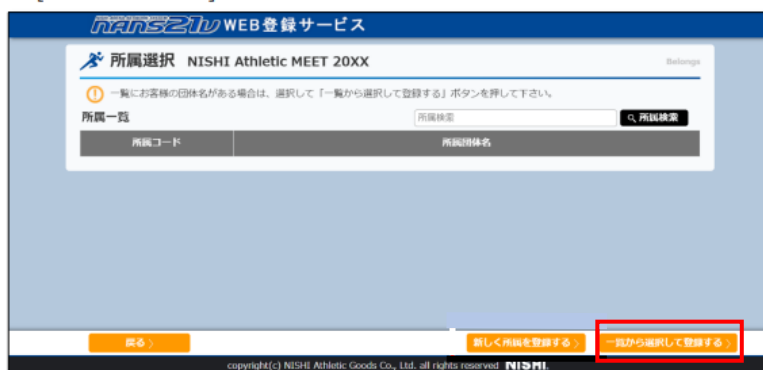 NANS21V WEB登録サービス
所属選択 NISHI Athletic MEET 20XX
Belongs
一覧にお客様の団体名がある場合は、選択して「一覧から選択して登録する」ボタンを押して下さい。
所属一覧
所属検索
所属検索
所属コード
所属団体名
戻る
新しく所属を登録する
一覧から選択して登録する
copyright(c) NISHI Athletic Goods Co., Ltd. all rights reserved NISHI.